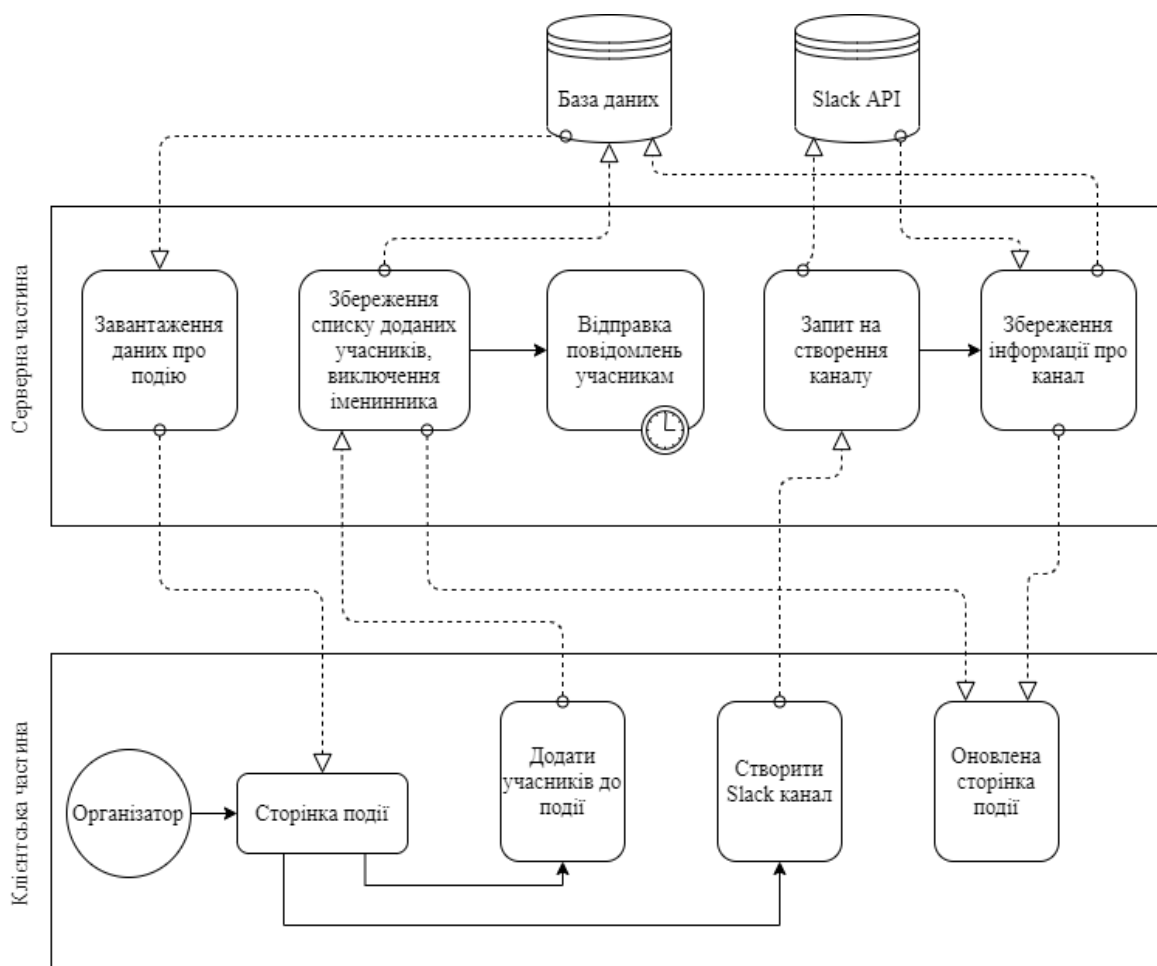 База даних
Slack API
Серверна частина
Завантаження
даних про
подію
Збереження
списку доданих
учасників,
виключення
іменинника
Відправка
повідомлень
учасникам
Запит на
створення
каналу
Збереження
інформації про
канал
Клієнтська частина
Організатор
Сторінка події
Додати
учасників до
події
Створити
Slack канал
Оновлена
сторінка
події